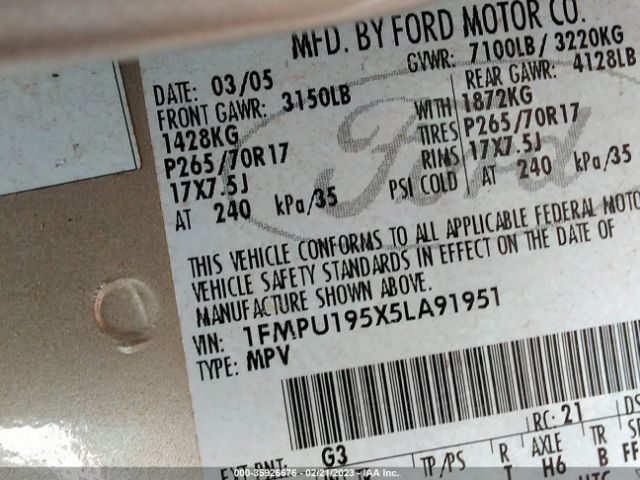 MFD. BY FORD MOTOR CO.
DATE: 03/05 GVWR: 7100LB / 3220KG
FRONT GAWR: 3150LB REAR GAWR: 4128LB
1428KG WITH 1872KG
P265/70R17 TIRES P265/70R17
17X7.5J RIMS 17X7.5J
AT 240 kPa/35 PSI COLD AT 240 kPa/35
THIS VEHICLE CONFORMS TO ALL APPLICABLE FEDERAL MOTO
VEHICLE SAFETY STANDARDS IN EFFECT ON THE DATE OF
MANUFACTURE SHOWN ABOVE.
VIN: 1FMPU195X5LA91951
TYPE: MPV
Ford
RC: 21 DS
G3 TP/PS R AXLE TR
T H6 B FF
00-35926676 - 02/21/2023 - IAA Inc.